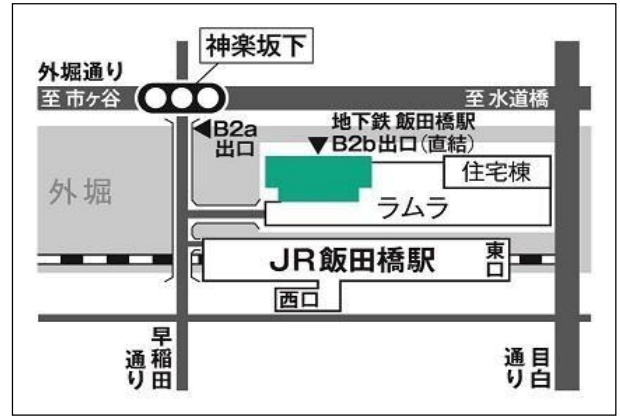 神楽坂下
外堀通り
至 市ヶ谷
至 水道橋
◀B2a
出口
地下鉄 飯田橋駅
▼B2b出口(直結)
住宅棟
外堀
ラムラ
JR飯田橋駅
東口
西口
早稲田
通り
目白
通り